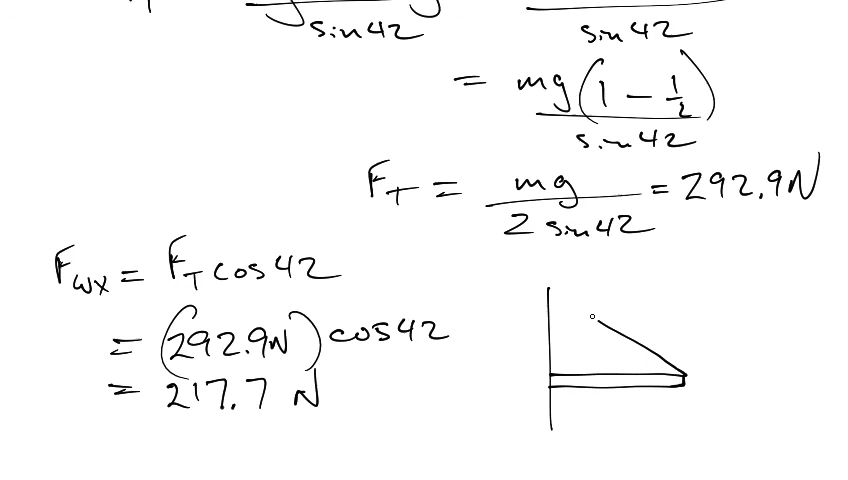 sin42 sin42
= mg(1 - 1/2)
sin42
F_T = mg / 2 sin42 = 292.9N
F_wx = F_T cos42
= (292.9N) cos42
= 217.7 N